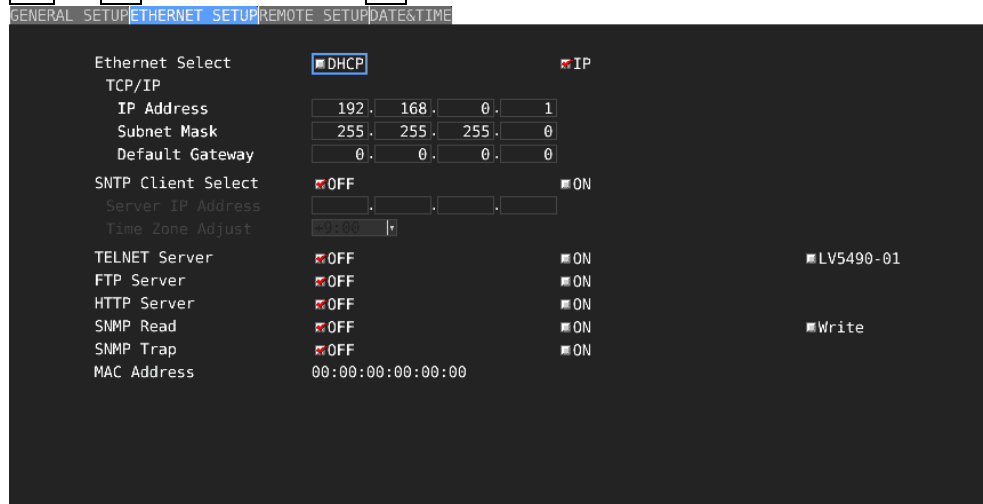 GENERAL SETUP ETHERNET SETUP REMOTE SETUP DATE&TIME
Ethernet Select DHCP IP
TCP/IP
IP Address 192. 168. 0. 1
Subnet Mask 255. 255. 255. 0
Default Gateway 0. 0. 0. 0
SNTP Client Select OFF ON
Server IP Address . . .
Time Zone Adjust +9:00
TELNET Server OFF ON LV5490-01
FTP Server OFF ON
HTTP Server OFF ON
SNMP Read OFF ON Write
SNMP Trap OFF ON
MAC Address 00:00:00:00:00:00